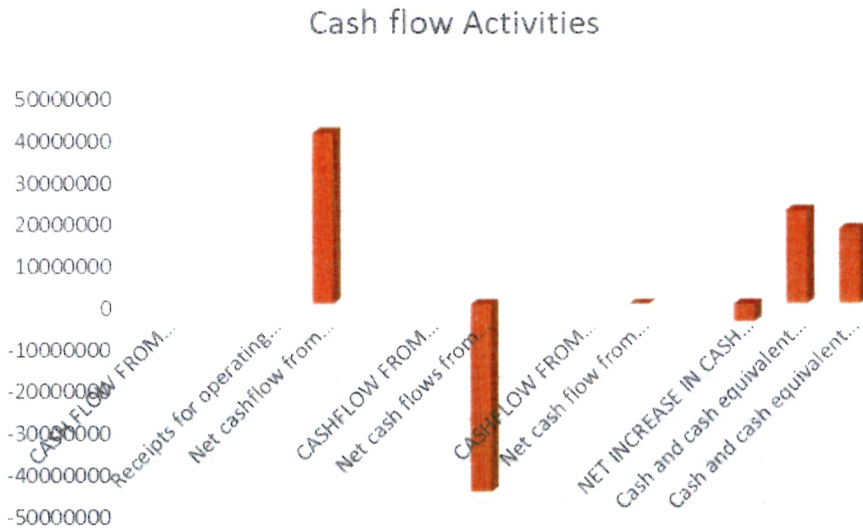 Cash flow Activities
50000000
40000000
30000000
20000000
10000000
0
-10000000
-20000000
-30000000
-40000000
-50000000
CASH FLOW FROM...
Receipts for operating...
Net cashflow from...
CASHFLOW FROM...
Net cash flows from...
CASHFLOW FROM...
Net cash flow from...
NET INCREASE IN CASH...
Cash and cash equivalent...
Cash and cash equivalent...